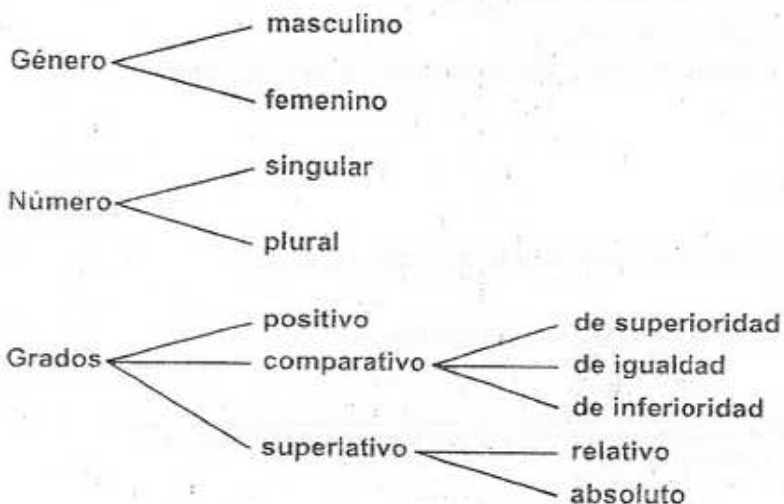 masculino
Género
femenino
singular
Número
plural
positivo
de superioridad
Grados
comparativo
de igualdad
de inferioridad
superlativo
relativo
absoluto